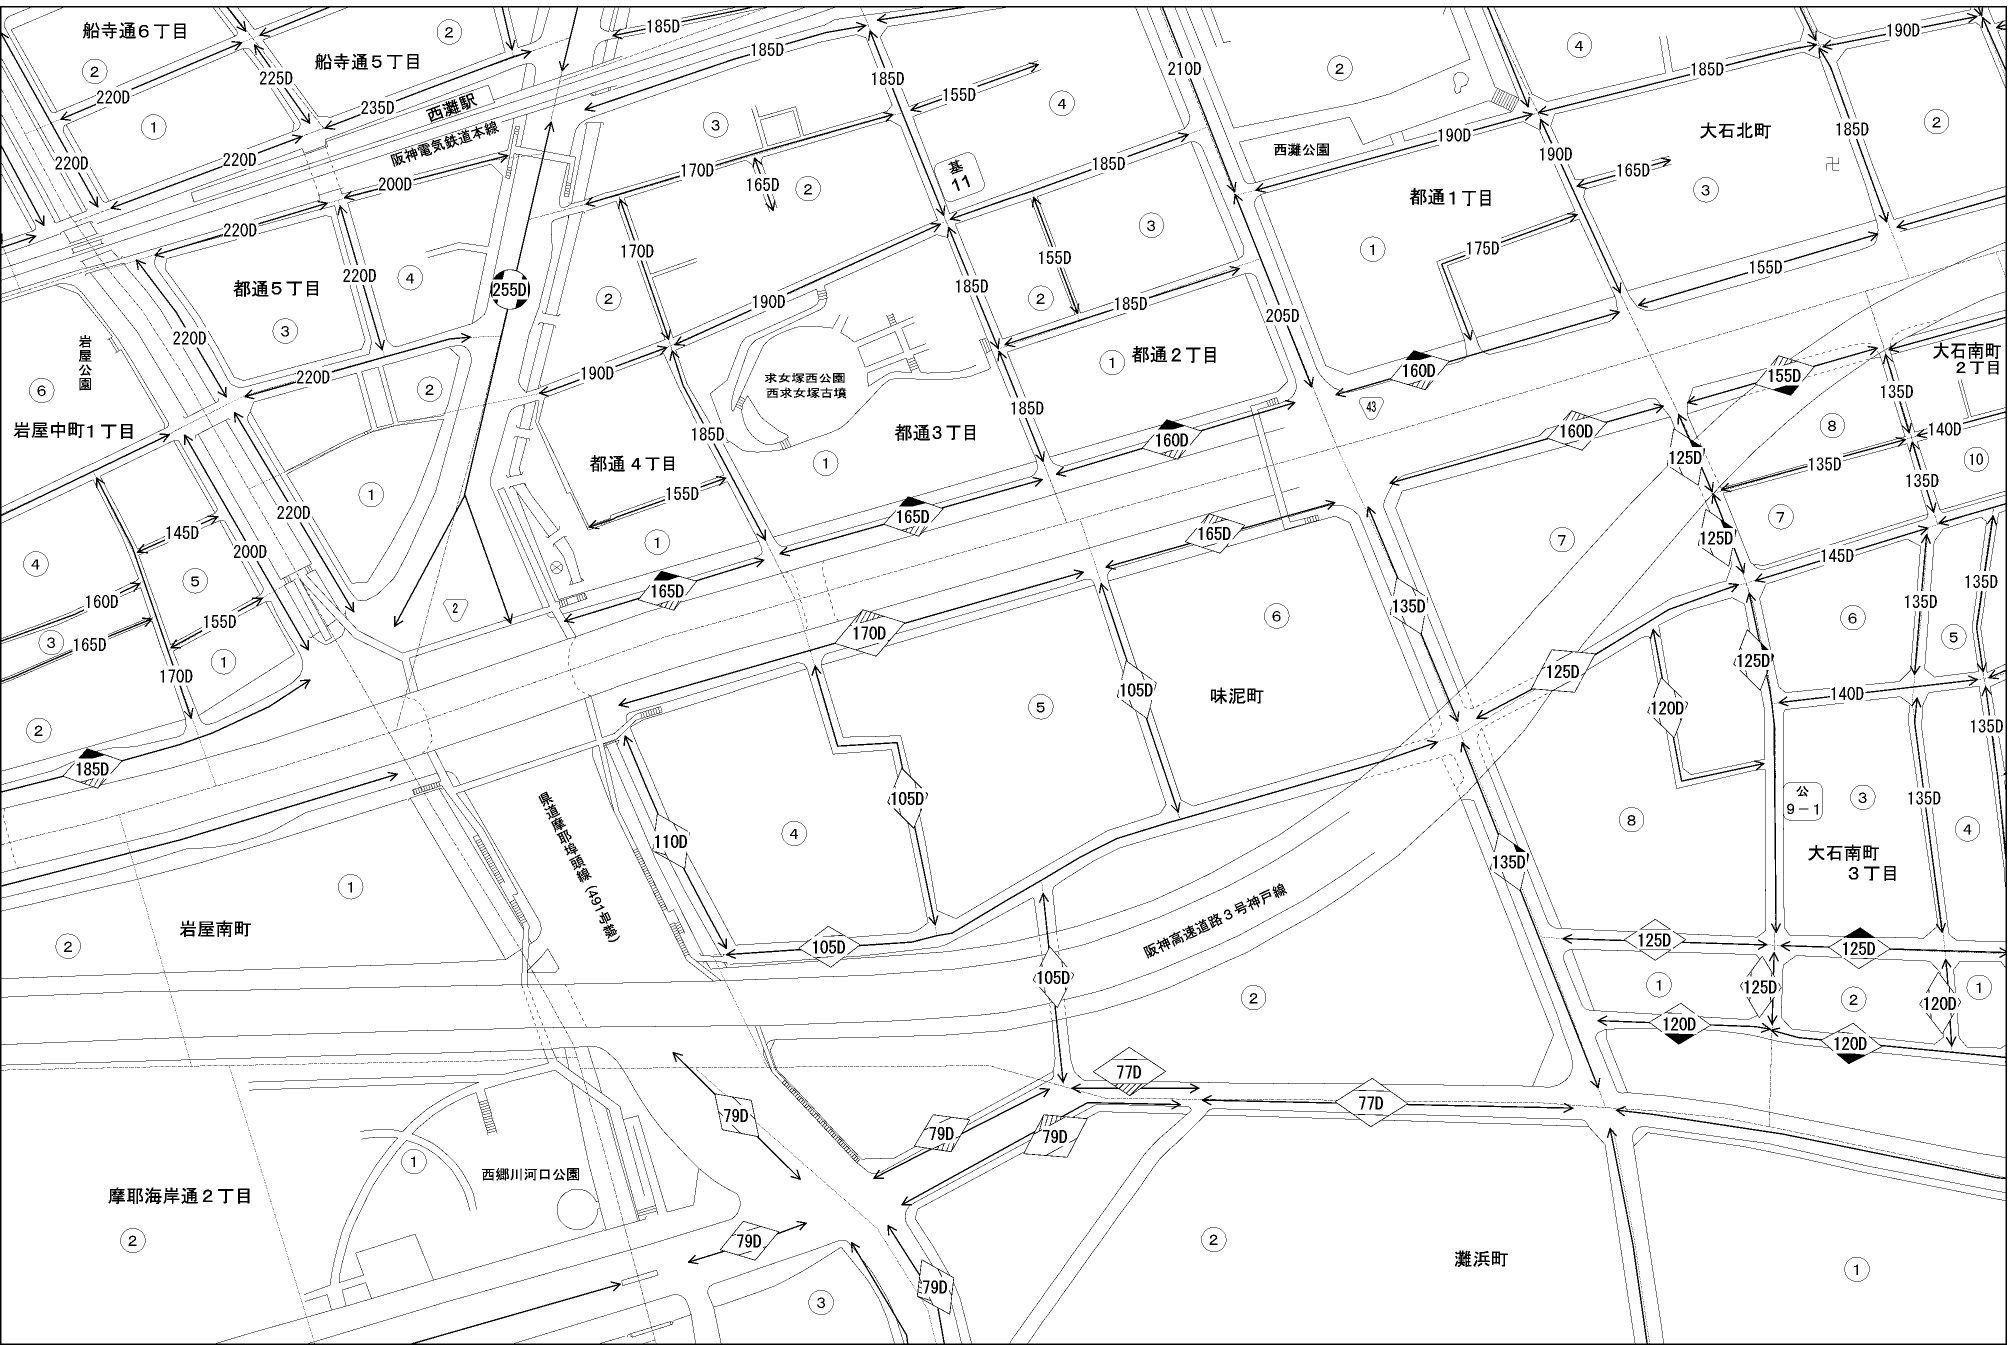 船寺通６丁目
②
185D
④
190D
船寺通５丁目
②
185D
②
225D
185D
210D
185D
220D
235D
155D
④
西灘駅
③
①
阪神電気鉄道本線
190D
大石北町
185D
②
西灘公園
190D
220D
220D
170D
185D
165D
卍
基
11
200D
165D
②
都通１丁目
③
220D
170D
③
①
175D
220D
④
155D
155D
都通５丁目
255D
②
190D
185D
②
185D
205D
③
岩屋公園
220D
大石南町
２丁目
都通２丁目
①
160D
155D
220D
190D
求女塚西公園
西求女塚古墳
⑥
②
135D
43
185D
岩屋中町１丁目
185D
都通３丁目
160D
160D
⑧
140D
都通４丁目
①
125D
135D
⑩
①
155D
135D
220D
165D
⑦
145D
200D
165D
⑦
125D
①
④
145D
⑤
165D
135D
160D
2
135D
135D
155D
170D
⑥
⑥
③
165D
①
⑤
170D
105D
125D
125D
味泥町
140D
②
⑤
120D
135D
185D
公
9－1
105D
③
135D
県道摩耶埠頭線（491号線）
110D
④
⑧
④
大石南町
３丁目
135D
①
岩屋南町
阪神高速道路３号神戸線
②
105D
125D
125D
105D
①
125D
②
①
②
120D
120D
120D
77D
77D
79D
79D
79D
①
西郷川河口公園
摩耶海岸通２丁目
②
79D
②
灘浜町
①
79D
③